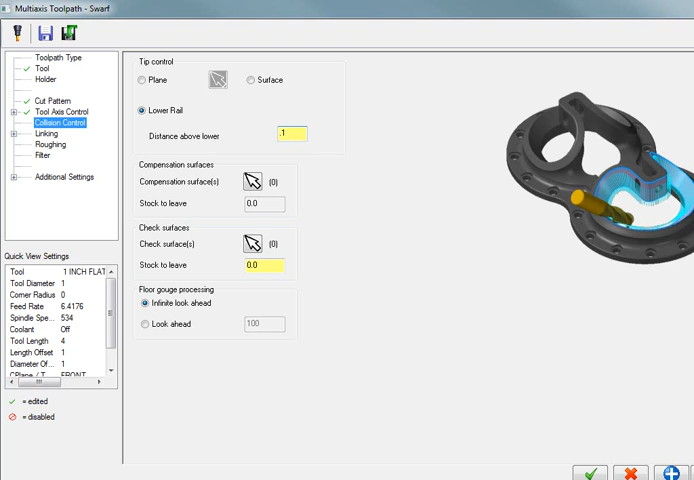 Multiaxis Toolpath - Swarf
Toolpath Type
Tool
Holder
Cut Pattern
Tool Axis Control
Collision Control
Linking
Roughing
Filter
Additional Settings
Quick View Settings
Tool 1 INCH FLAT
Tool Diameter 1
Corner Radius 0
Feed Rate 6.4176
Spindle Spe... 534
Coolant Off
Tool Length 4
Length Offset 1
Diameter Of... 1
CPlane / T... FRONT
= edited
= disabled
Tip control
Plane
Surface
Lower Rail
Distance above lower .1
Compensation surfaces
Compensation surface(s) (0)
Stock to leave 0.0
Check surfaces
Check surface(s) (0)
Stock to leave 0.0
Floor gouge processing
Infinite look ahead
Look ahead 100